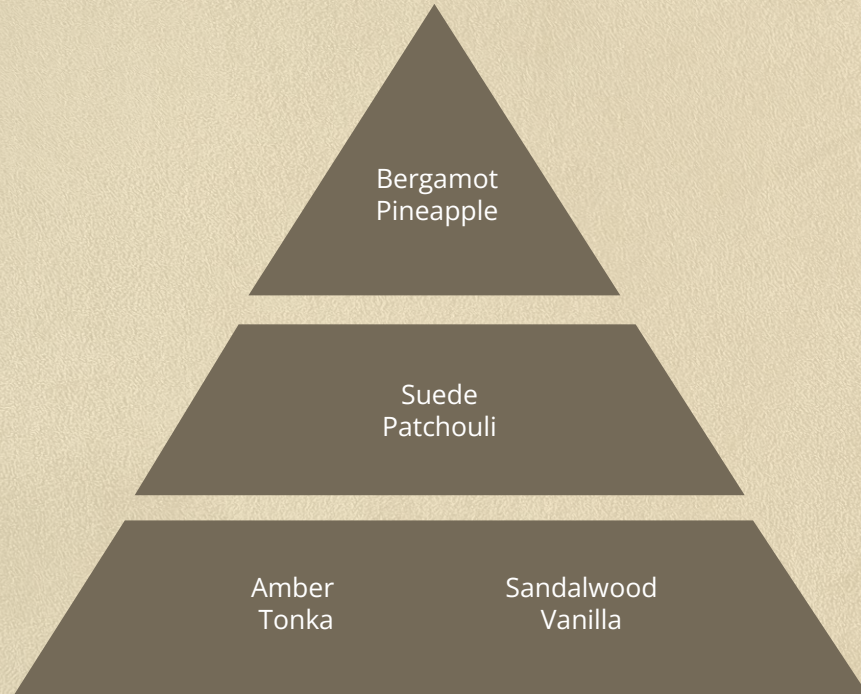 Bergamot
Pineapple
Suede
Patchouli
Amber
Tonka
Sandalwood
Vanilla